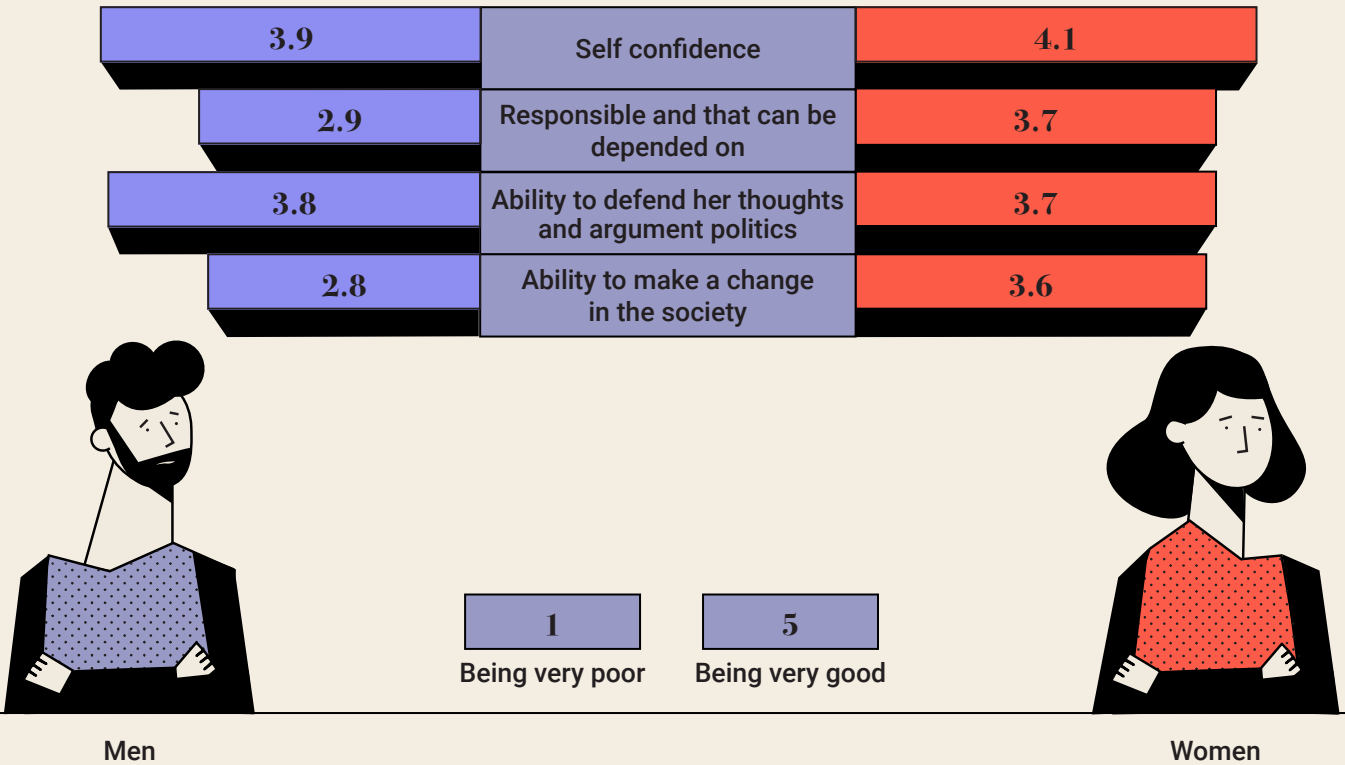 3.9
Self confidence
4.1
2.9
Responsible and that can be
depended on
3.7
3.8
Ability to defend her thoughts
and argument politics
3.7
2.8
Ability to make a change
in the society
3.6
1
Being very poor
5
Being very good
Men
Women